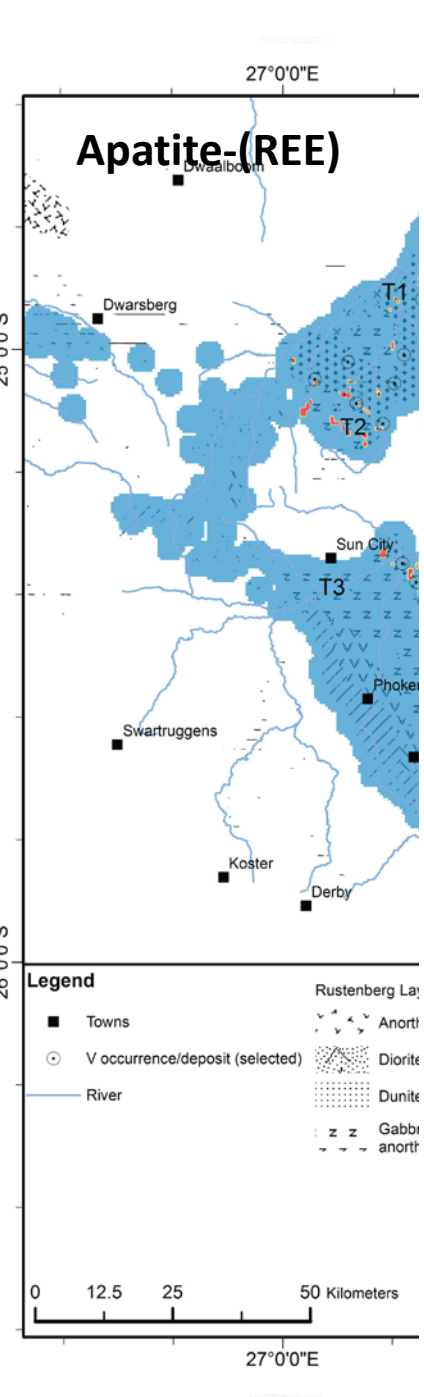 27°0'0"E
Apatite-(REE)
Dwaalboom
T1
Dwarsberg
T2
Sun City
T3
Swartruggens
Koster
Derby
Legend
Rustenberg
Towns
V occurrence/deposit (selected)
River
0 12.5 25 50 Kilometers
27°0'0"E